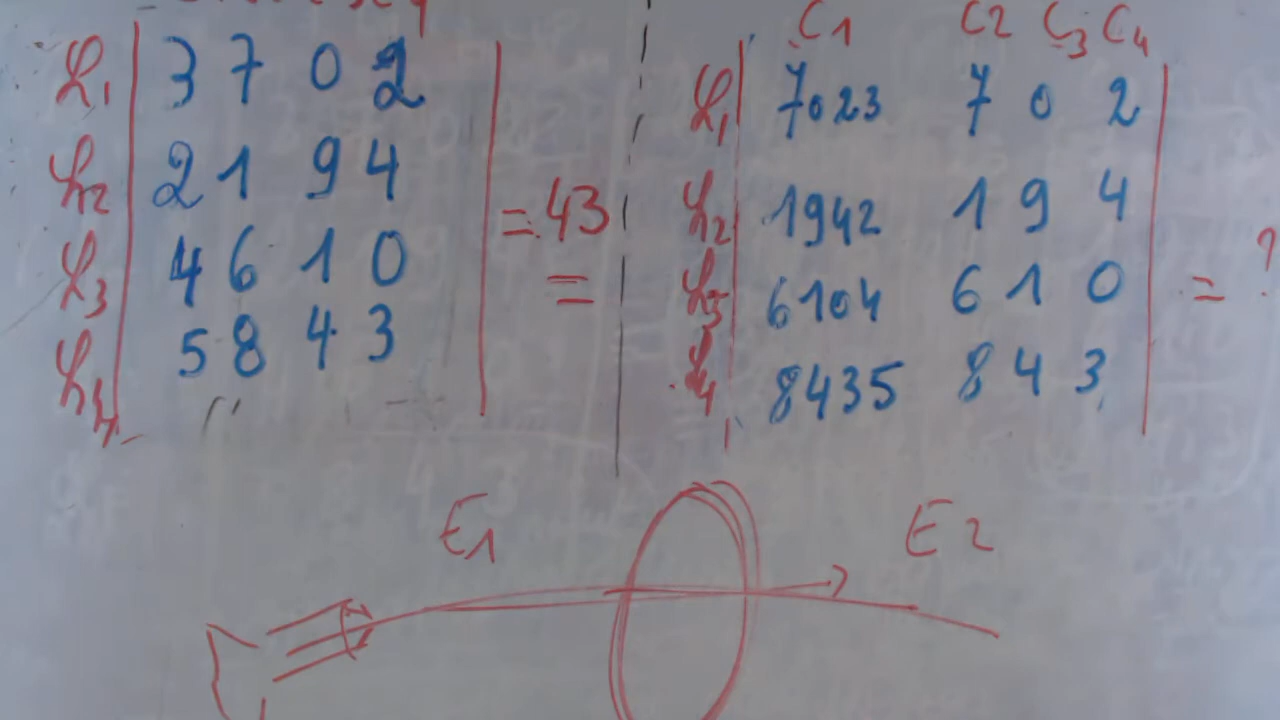 C1 C2 C3 C4
L1 3 7 0 2
L2 2 1 9 4
L3 4 6 1 0
L4 5 8 4 3
= 43
L1 7023 7 0 2
L2 1942 1 9 4
L3 6104 6 1 0
L4 8435 8 4 3
= ?
E1 E2